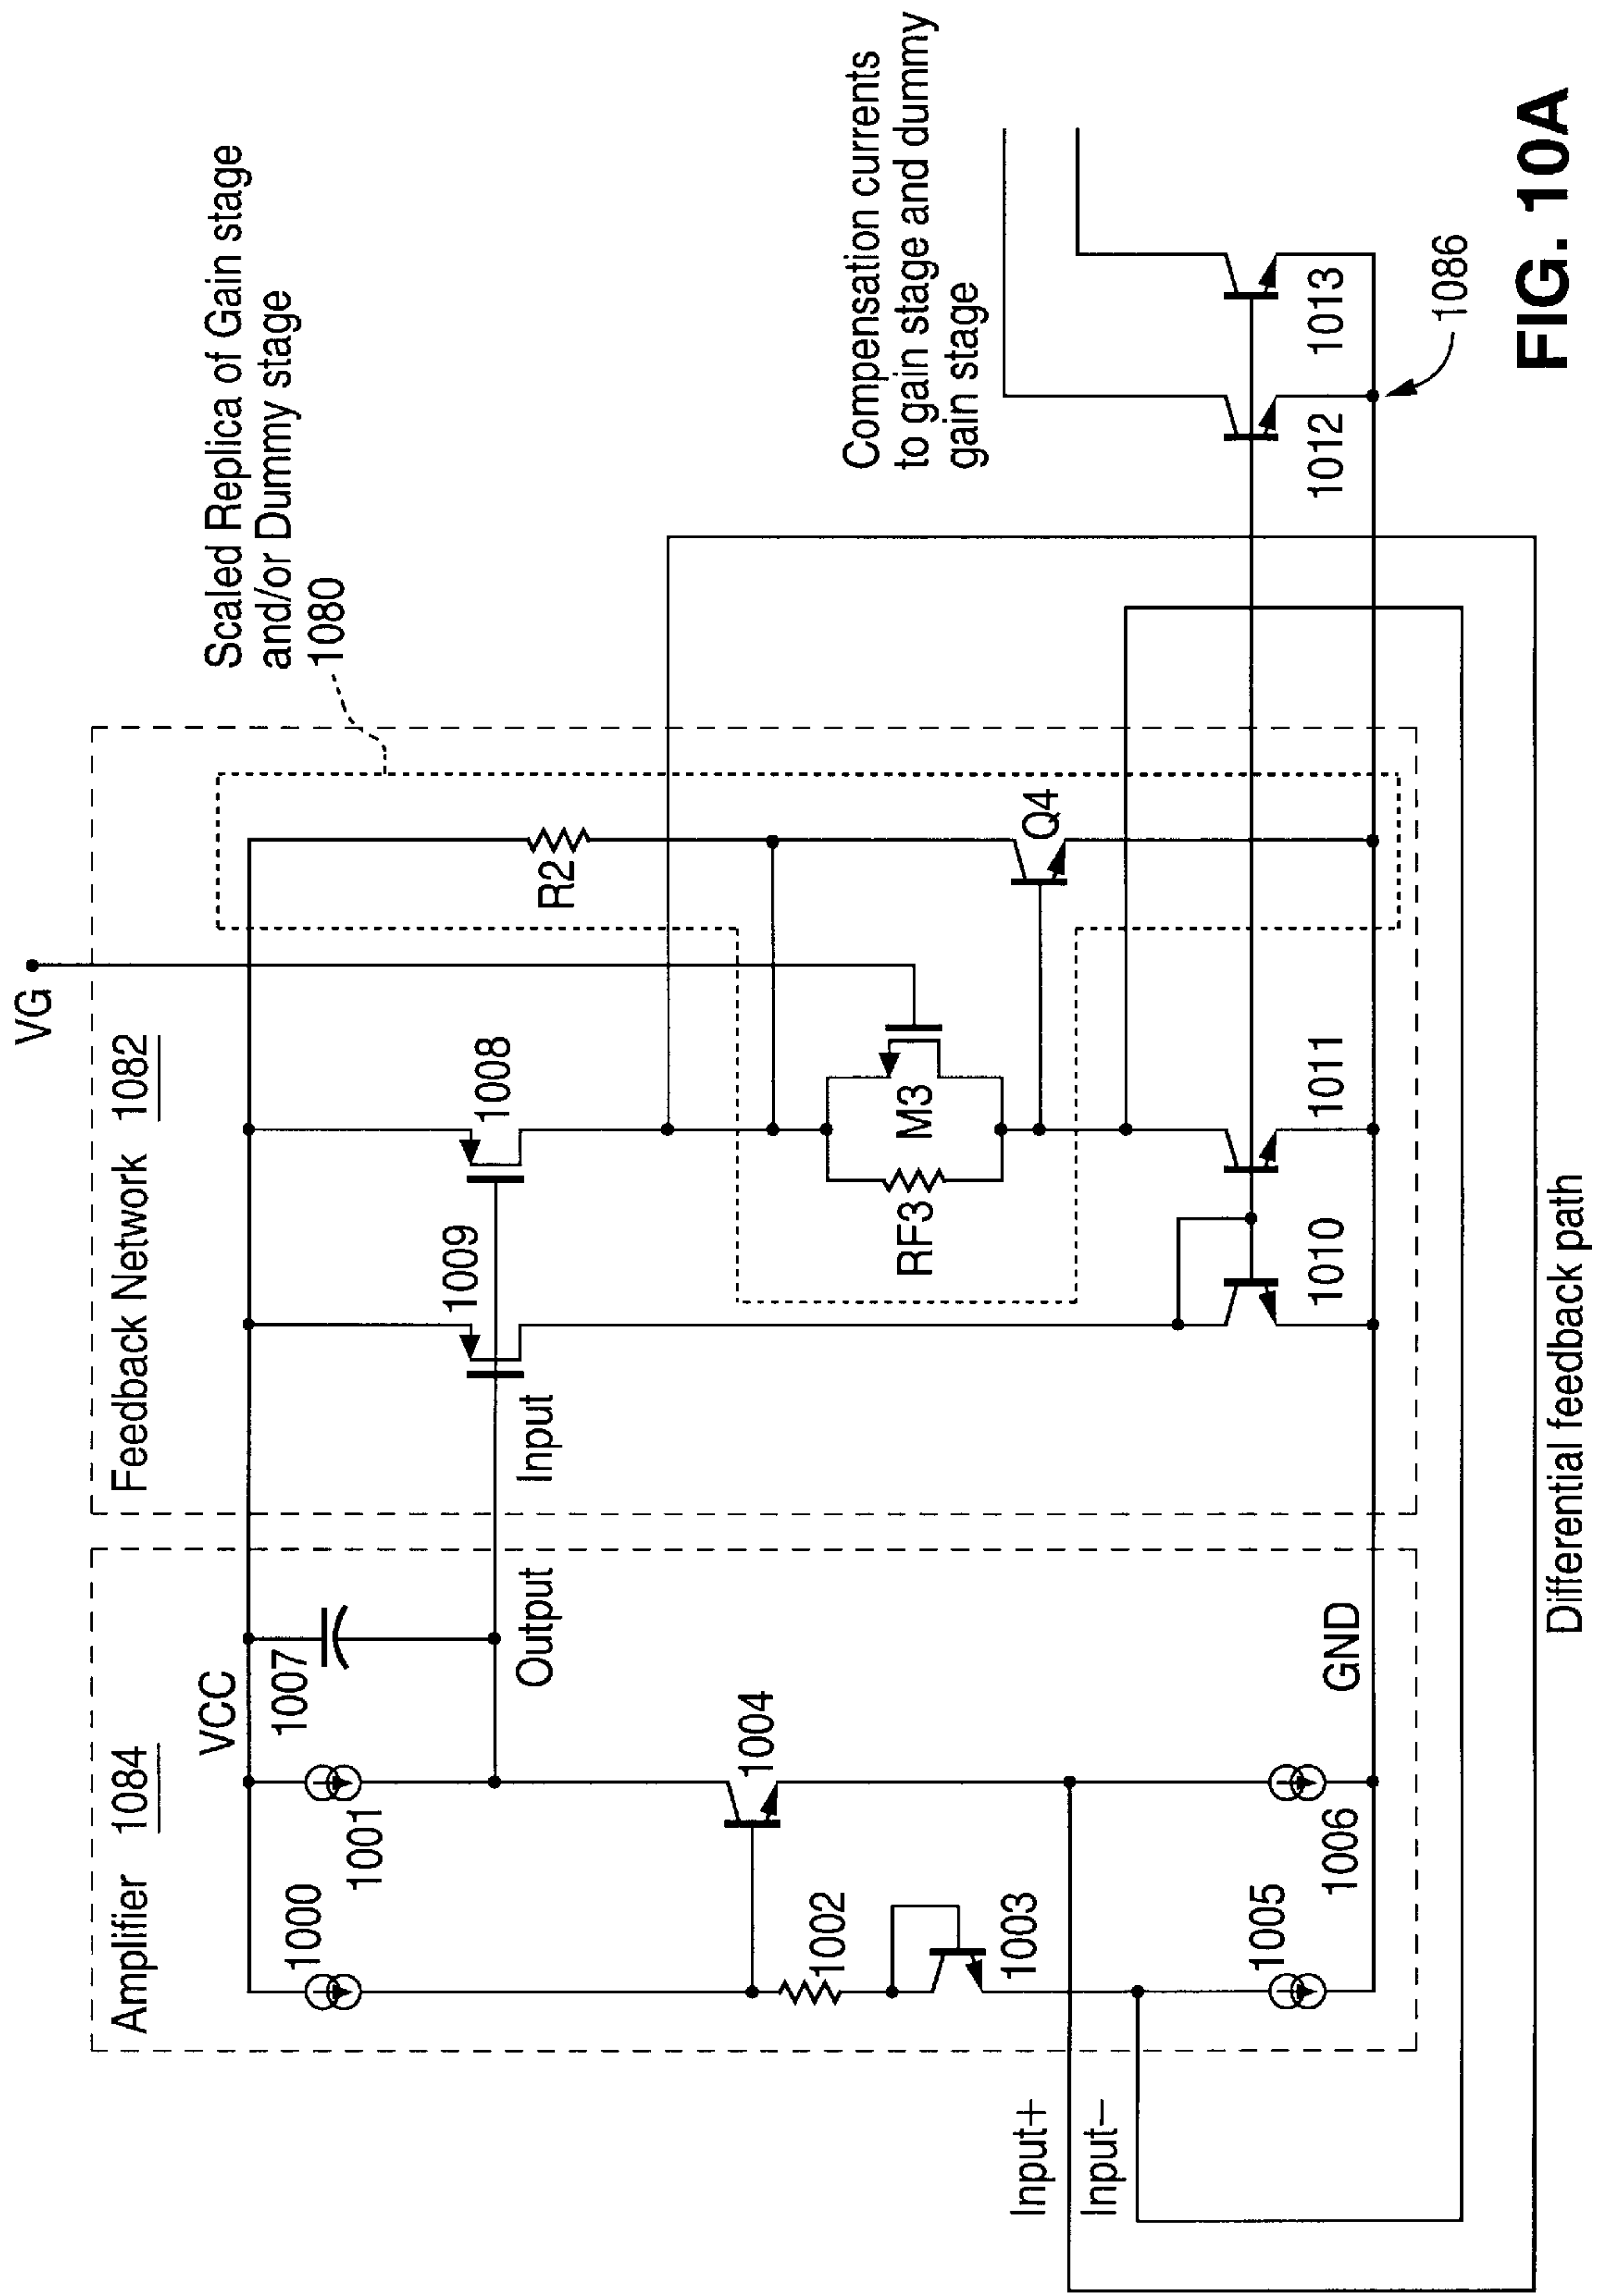 Scaled Replica of Gain stage
and/or Dummy stage
1080
VG
Feedback Network 1082
Amplifier 1084
VCC
1000
1001
1007
1009
1008
R2
Output
Input
Compensation currents
to gain stage and dummy
gain stage
1004
1002
1003
RF3
M3
Q4
Input+
Input−
1005
1006
GND
1010
1011
1012
1013
1086
Differential feedback path
FIG. 10A